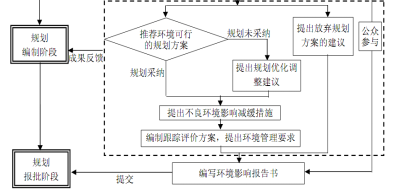 规划
编制阶段
成果反馈
推荐环境可行
的规划方案
规划未采纳
规划采纳
提出规划优化调
整建议
提出放弃规划
方案的建议
公众
参与
提出不良环境影响减缓措施
编制跟踪评价方案，提出环境管理要求
规划
报批阶段
提交
编写环境影响报告书